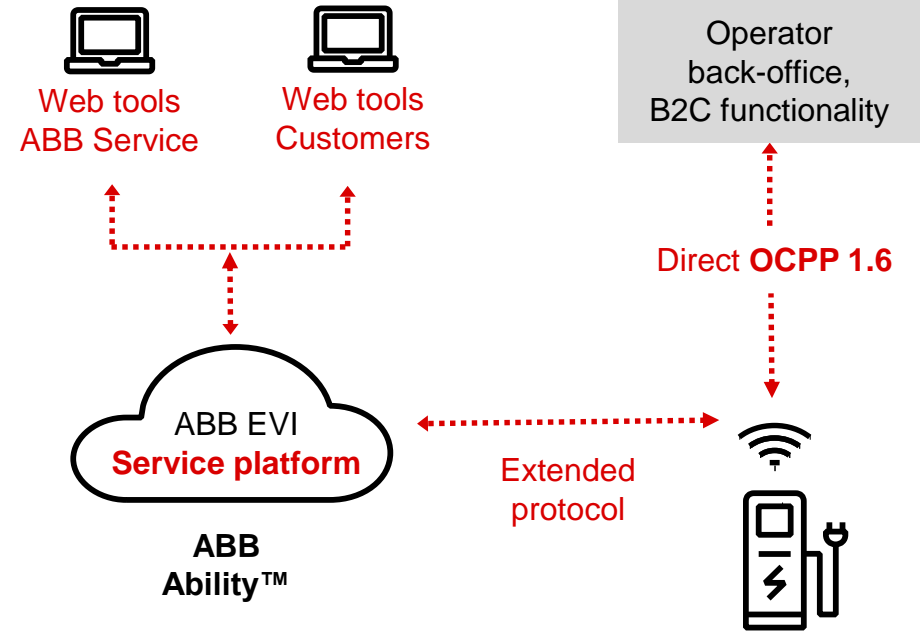 Web tools
ABB Service
Web tools
Customers
Operator
back-office,
B2C functionality
Direct OCPP 1.6
ABB EVI
Service platform
Extended
protocol
ABB
Ability™